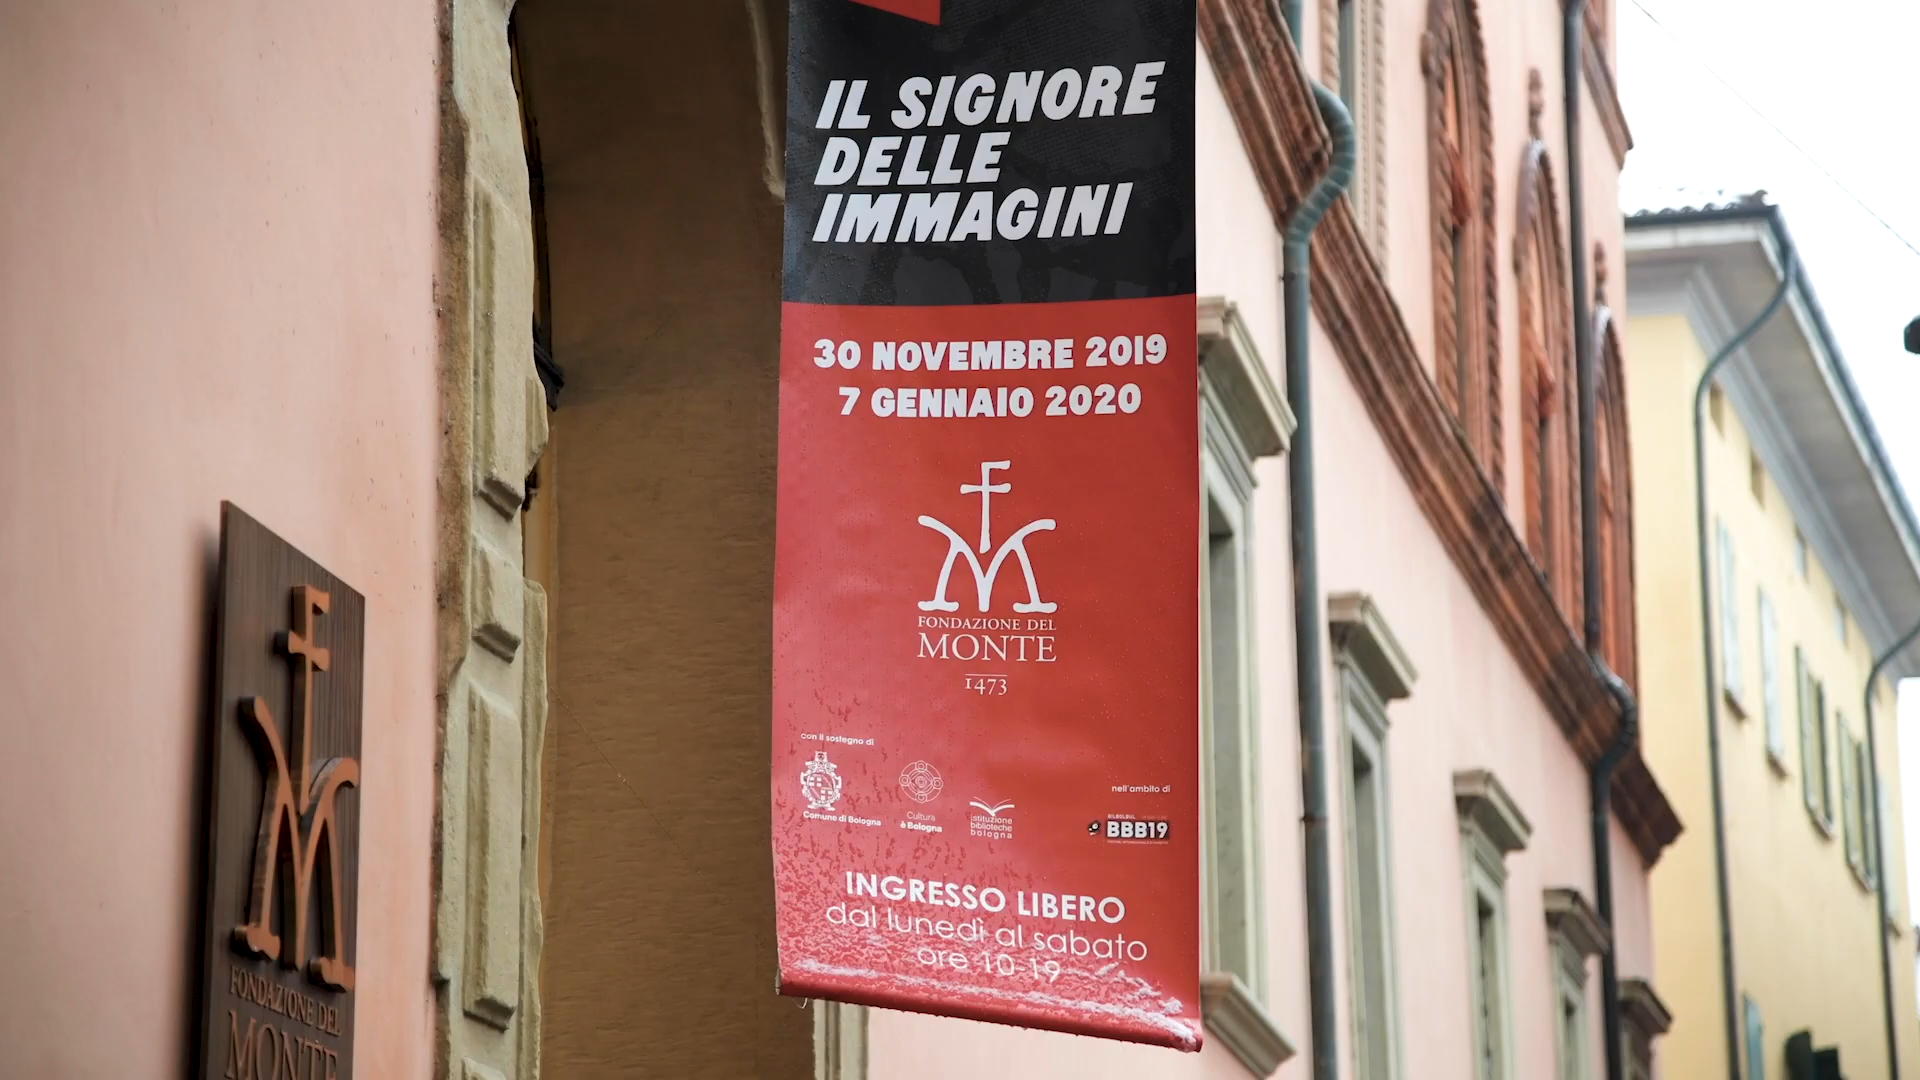 IL SIGNORE
DELLE
IMMAGINI
30 NOVEMBRE 2019
7 GENNAIO 2020
FONDAZIONE DEL
MONTE
1473
con il sostegno di
Comune di Bologna
Cultura
è Bologna
istituzione
biblioteche
bologna
nell'ambito di
BBB19
INGRESSO LIBERO
dal lunedì al sabato
ore 10-19
FONDAZIONE DEL
MONTE